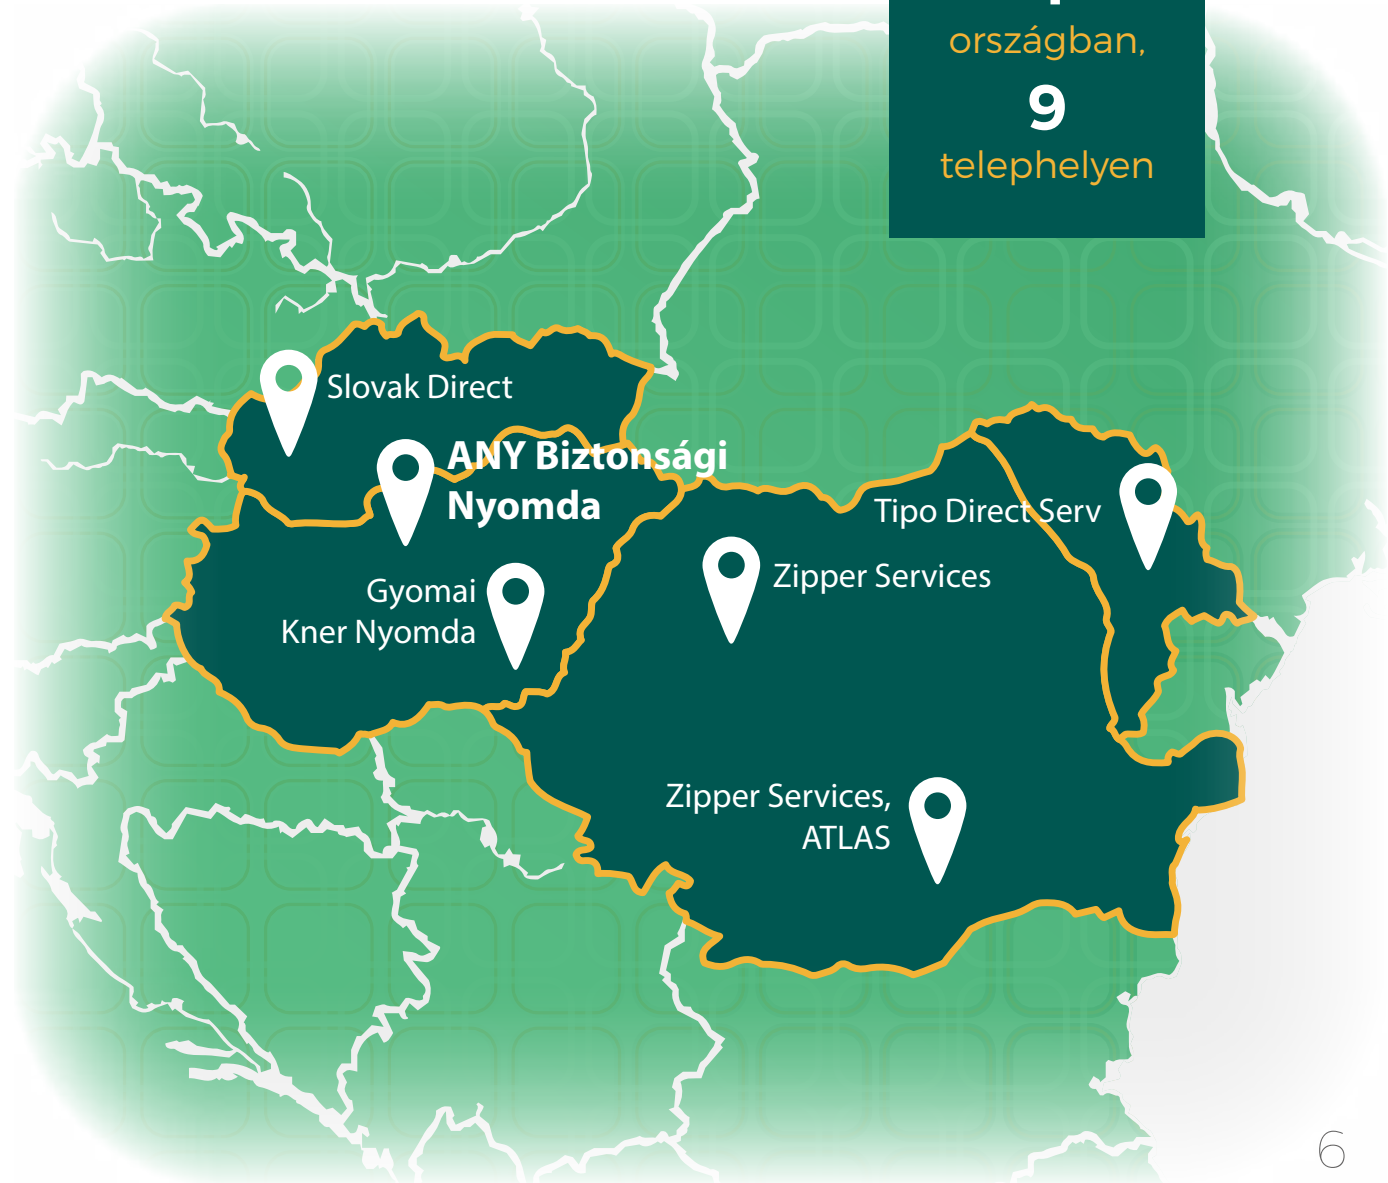 országban,
9
telephelyen
Slovak Direct
ANY Biztonsági
Nyomda
Tipo Direct Serv
Zipper Services
Gyomai
Kner Nyomda
Zipper Services,
ATLAS
6